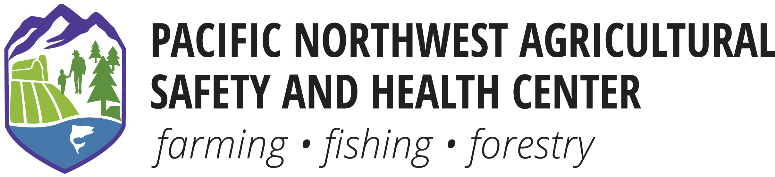 PACIFIC NORTHWEST AGRICULTURAL
SAFETY AND HEALTH CENTER
farming • fishing • forestry